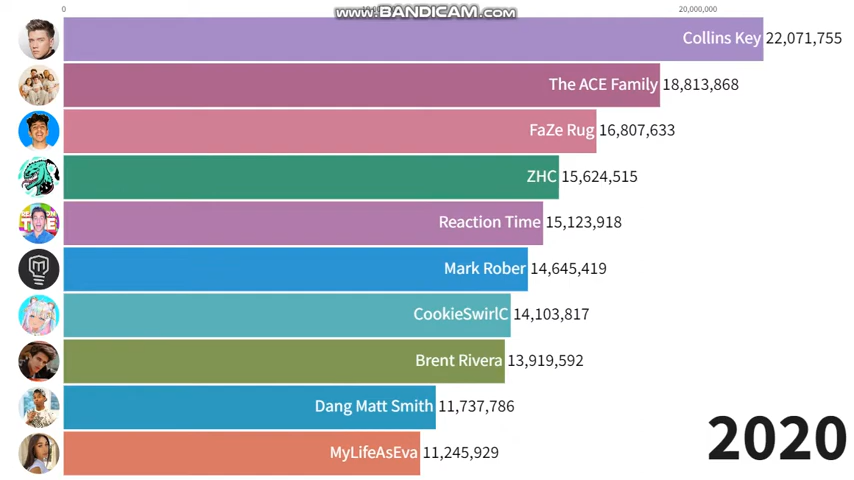 0
20,000,000
www.BANDICAM.com
Collins Key 22,071,755
The ACE Family 18,813,868
FaZe Rug 16,807,633
ZHC 15,624,515
Reaction Time 15,123,918
Mark Rober 14,645,419
CookieSwirlC 14,103,817
Brent Rivera 13,919,592
Dang Matt Smith 11,737,786
MyLifeAsEva 11,245,929
2020